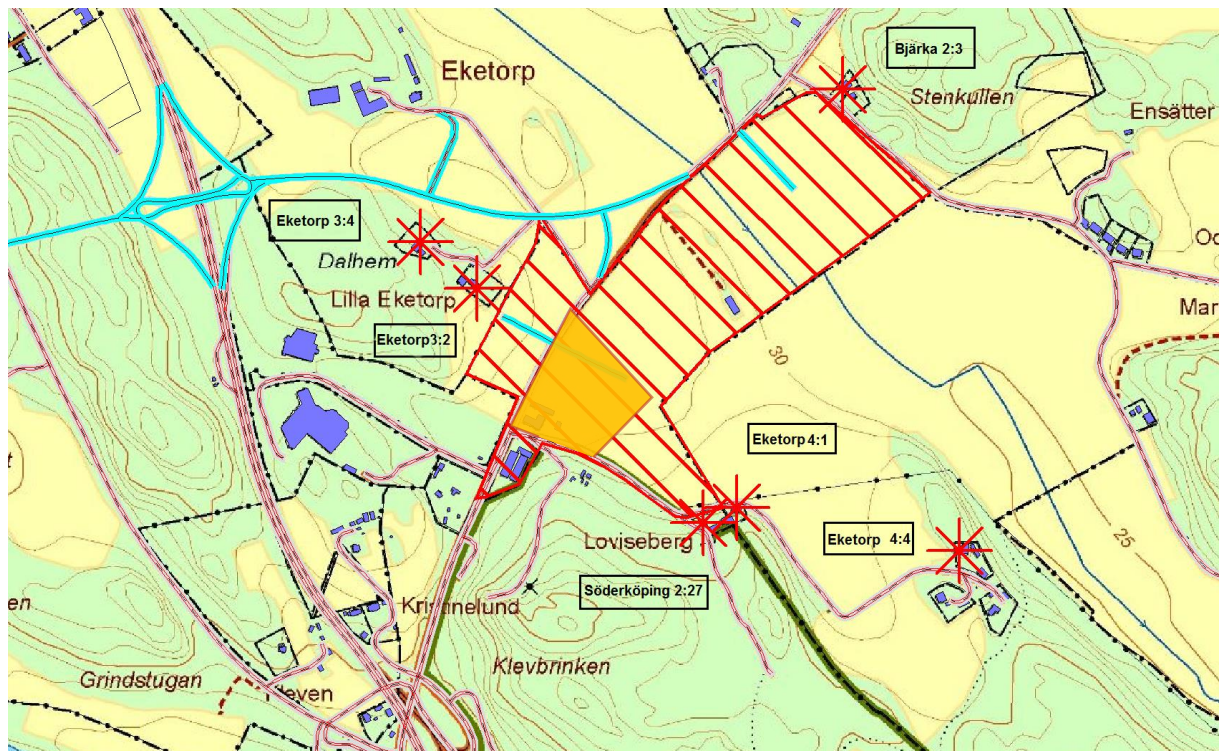 Bjärka 2:3
Eketorp
Stenkullen
Ensätter
Eketorp 3:4
Dalhem
Lilla Eketorp
Mar
Eketorp3:2
30
Eketorp 4:1
25
Loviseberg
Eketorp 4:4
Söderköping 2:27
en
Klevbrinken
Grindstugan